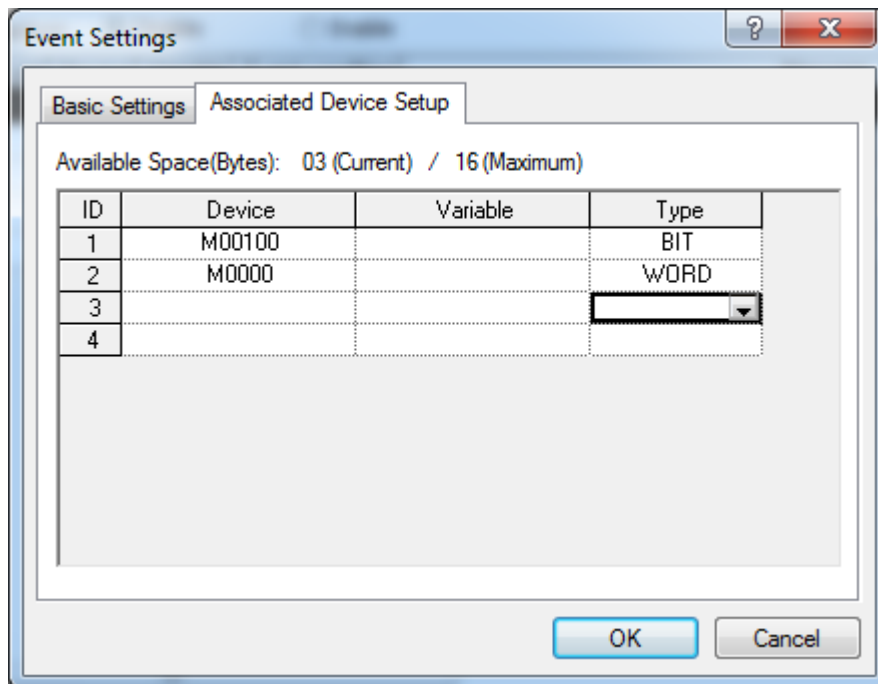 Event Settings
Basic Settings Associated Device Setup
Available Space(Bytes): 03 (Current) / 16 (Maximum)
ID Device Variable Type
1 M00100 BIT
2 M0000 WORD
3
4
OK Cancel